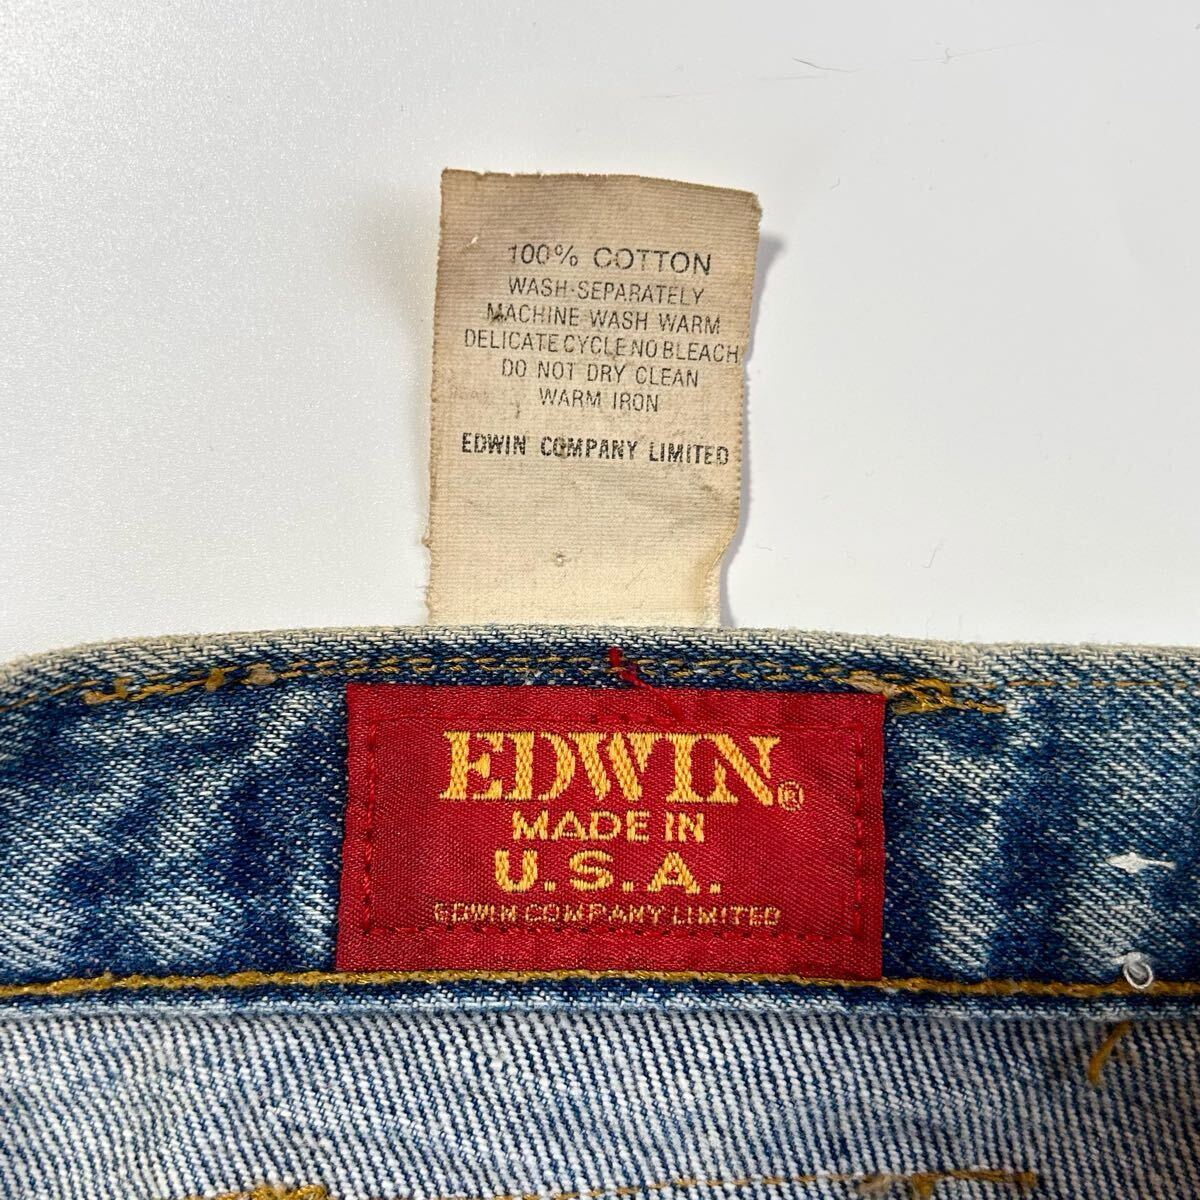 100% COTTON
WASH-SEPARATELY
MACHINE WASH WARM
DELICATE CYCLE NO BLEACH
DO NOT DRY CLEAN
WARM IRON
EDWIN COMPANY LIMITED
EDWIN®
MADE IN
U.S.A.
EDWIN COMPANY LIMITED